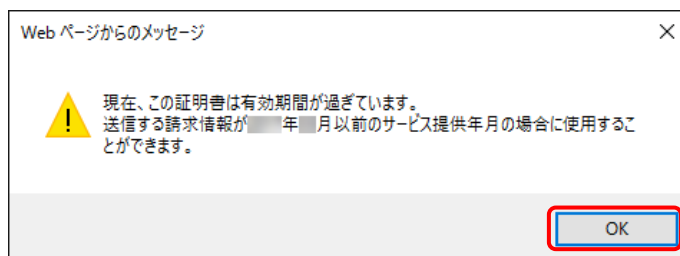 Web ページからのメッセージ
現在、この証明書は有効期間が過ぎています。
送信する請求情報が 年 月以前のサービス提供年月の場合に使用するこ
とができます。
OK